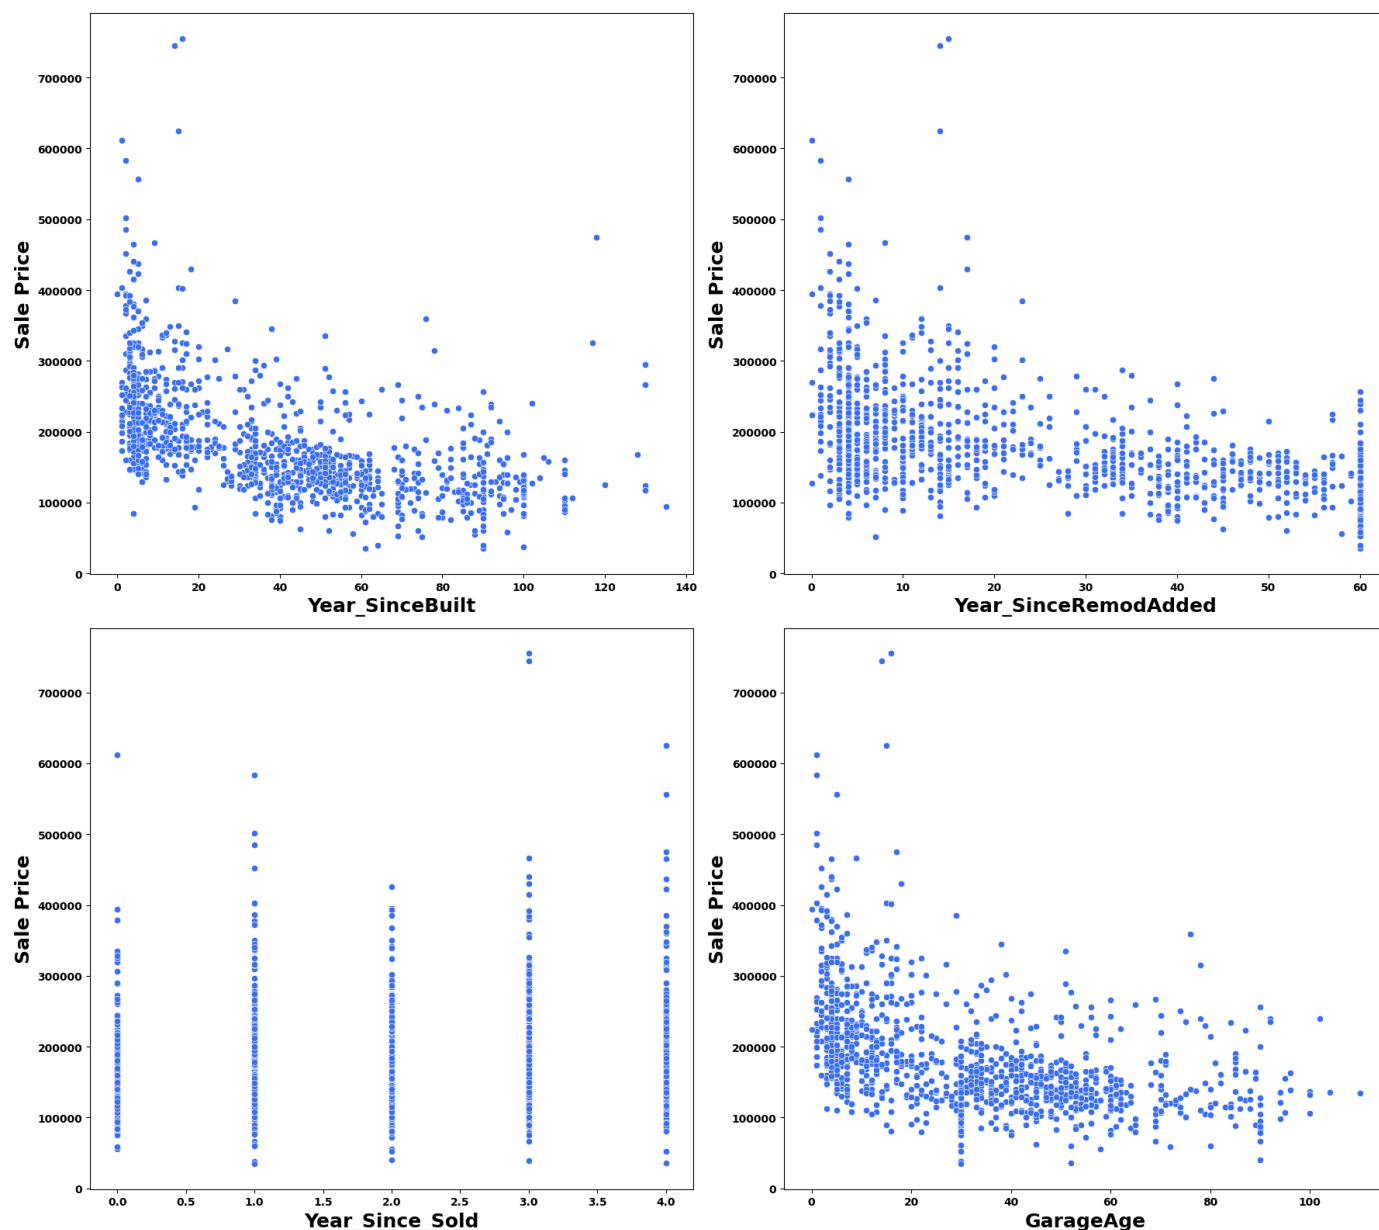 700000
600000
500000
400000
300000
200000
100000
0
Sale Price
0 20 40 60 80 100 120 140
Year_SinceBuilt
700000
600000
500000
400000
300000
200000
100000
0
Sale Price
0 10 20 30 40 50 60
Year_SinceRemodAdded
700000
600000
500000
400000
300000
200000
100000
0
Sale Price
0.0 0.5 1.0 1.5 2.0 2.5 3.0 3.5 4.0
Year_Since_Sold
700000
600000
500000
400000
300000
200000
100000
0
Sale Price
0 20 40 60 80 100
GarageAge